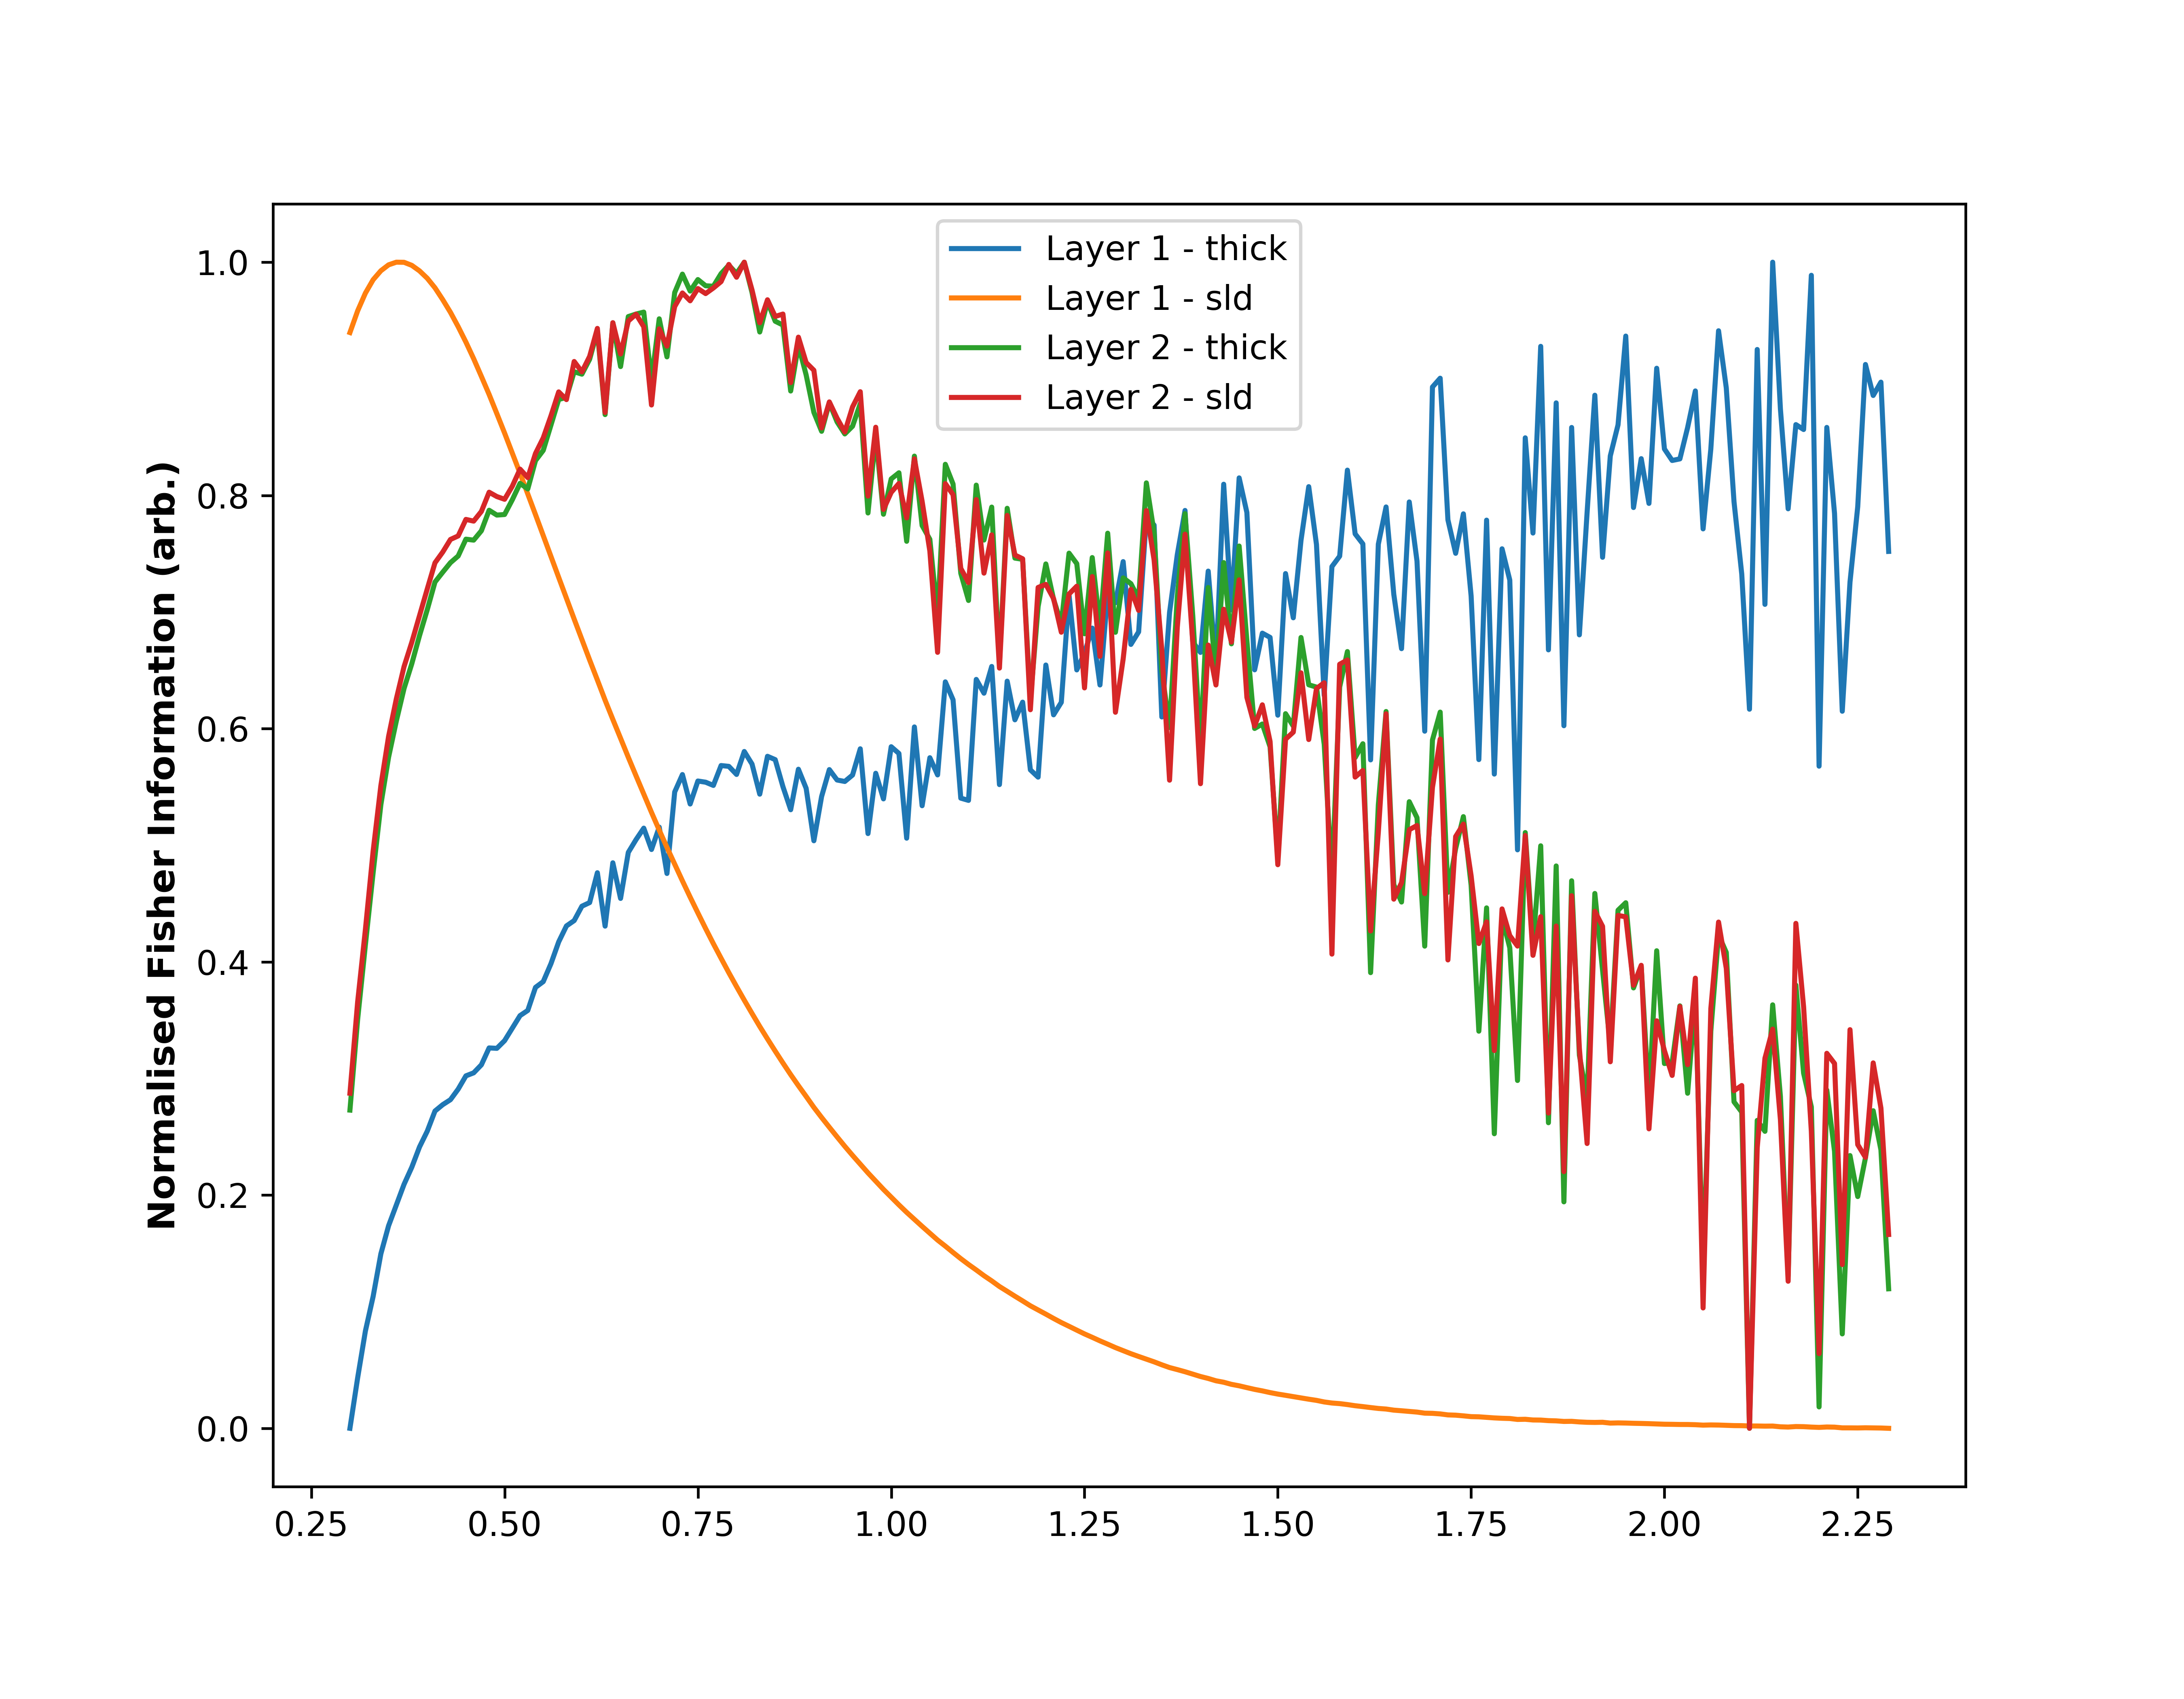 Normalised Fisher Information (arb.)
1.0
0.8
0.6
0.4
0.2
0.0
Layer 1 - thick
Layer 1 - sld
Layer 2 - thick
Layer 2 - sld
0.25 0.50 0.75 1.00 1.25 1.50 1.75 2.00 2.25